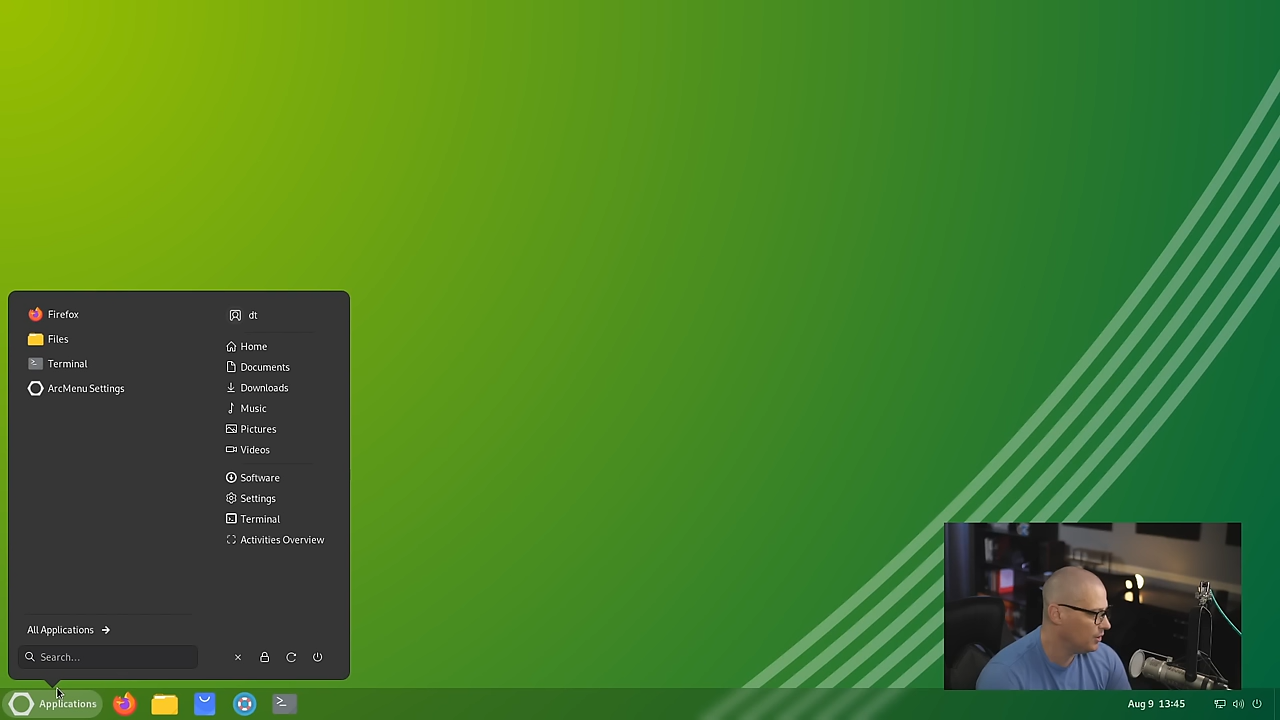 Firefox
Files
Terminal
ArcMenu Settings
All Applications
Search...
dt
Home
Documents
Downloads
Music
Pictures
Videos
Software
Settings
Terminal
Activities Overview
Applications
Aug 9 13:45